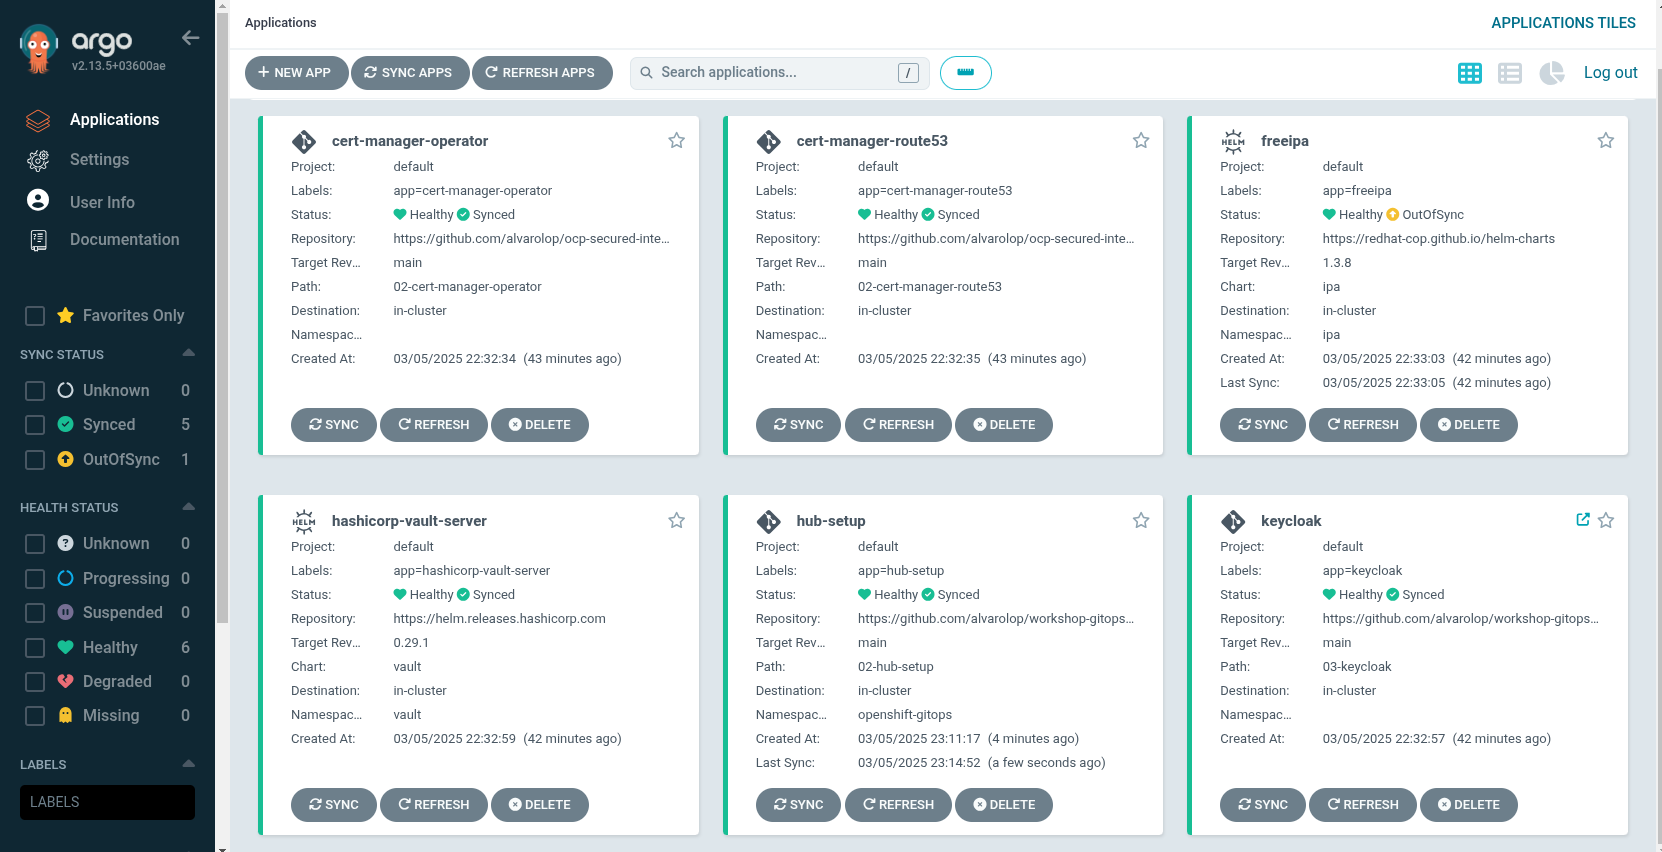 argo
v2.13.5+03600ae
Applications
Settings
User Info
Documentation
Favorites Only
SYNC STATUS
Unknown 0
Synced 5
OutOfSync 1
HEALTH STATUS
Unknown 0
Progressing 0
Suspended 0
Healthy 6
Degraded 0
Missing 0
LABELS
LABELS
Applications
APPLICATIONS TILES
NEW APP SYNC APPS REFRESH APPS Search applications... / Log out
cert-manager-operator
Project: default
Labels: app=cert-manager-operator
Status: Healthy Synced
Repository: https://github.com/alvarolop/ocp-secured-inte...
Target Rev... main
Path: 02-cert-manager-operator
Destination: in-cluster
Namespac...
Created At: 03/05/2025 22:32:34 (43 minutes ago)
SYNC REFRESH DELETE
cert-manager-route53
Project: default
Labels: app=cert-manager-route53
Status: Healthy Synced
Repository: https://github.com/alvarolop/ocp-secured-inte...
Target Rev... main
Path: 02-cert-manager-route53
Destination: in-cluster
Namespac...
Created At: 03/05/2025 22:32:35 (43 minutes ago)
SYNC REFRESH DELETE
HELM freeipa
Project: default
Labels: app=freeipa
Status: Healthy OutOfSync
Repository: https://redhat-cop.github.io/helm-charts
Target Rev... 1.3.8
Chart: ipa
Destination: in-cluster
Namespac... ipa
Created At: 03/05/2025 22:33:03 (42 minutes ago)
Last Sync: 03/05/2025 22:33:05 (42 minutes ago)
SYNC REFRESH DELETE
HELM hashicorp-vault-server
Project: default
Labels: app=hashicorp-vault-server
Status: Healthy Synced
Repository: https://helm.releases.hashicorp.com
Target Rev... 0.29.1
Chart: vault
Destination: in-cluster
Namespac... vault
Created At: 03/05/2025 22:32:59 (42 minutes ago)
SYNC REFRESH DELETE
hub-setup
Project: default
Labels: app=hub-setup
Status: Healthy Synced
Repository: https://github.com/alvarolop/workshop-gitops...
Target Rev... main
Path: 02-hub-setup
Destination: in-cluster
Namespac... openshift-gitops
Created At: 03/05/2025 23:11:17 (4 minutes ago)
Last Sync: 03/05/2025 23:14:52 (a few seconds ago)
SYNC REFRESH DELETE
keycloak
Project: default
Labels: app=keycloak
Status: Healthy Synced
Repository: https://github.com/alvarolop/workshop-gitops...
Target Rev... main
Path: 03-keycloak
Destination: in-cluster
Namespac...
Created At: 03/05/2025 22:32:57 (42 minutes ago)
SYNC REFRESH DELETE